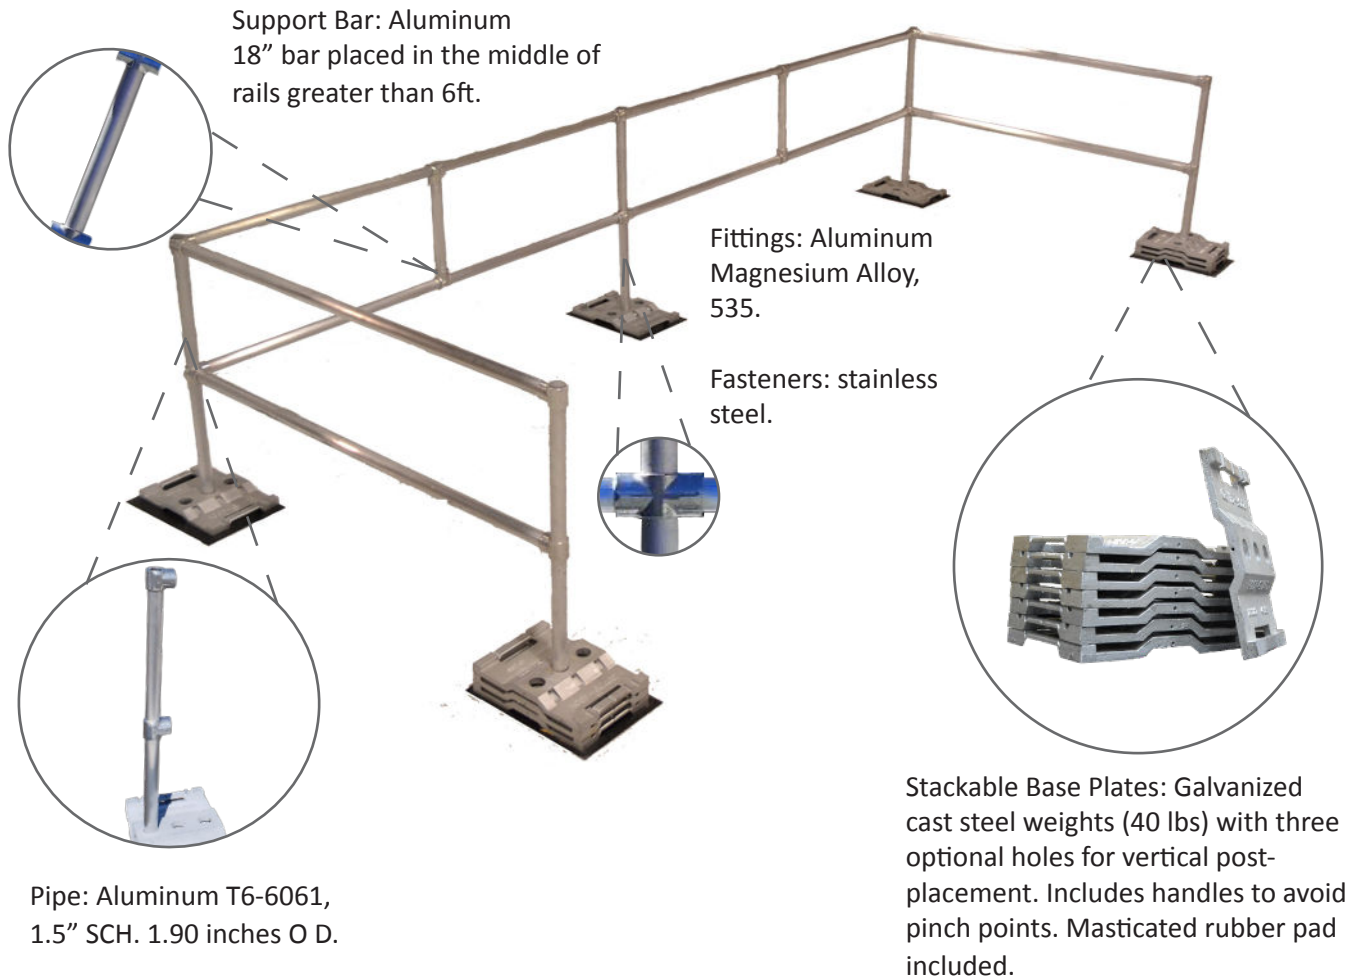 Support Bar: Aluminum
18” bar placed in the middle of
rails greater than 6ft.
Fittings: Aluminum
Magnesium Alloy,
535.
Fasteners: stainless
steel.
Pipe: Aluminum T6-6061,
1.5” SCH. 1.90 inches O D.
Stackable Base Plates: Galvanized
cast steel weights (40 lbs) with three
optional holes for vertical post-
placement. Includes handles to avoid
pinch points. Masticated rubber pad
included.